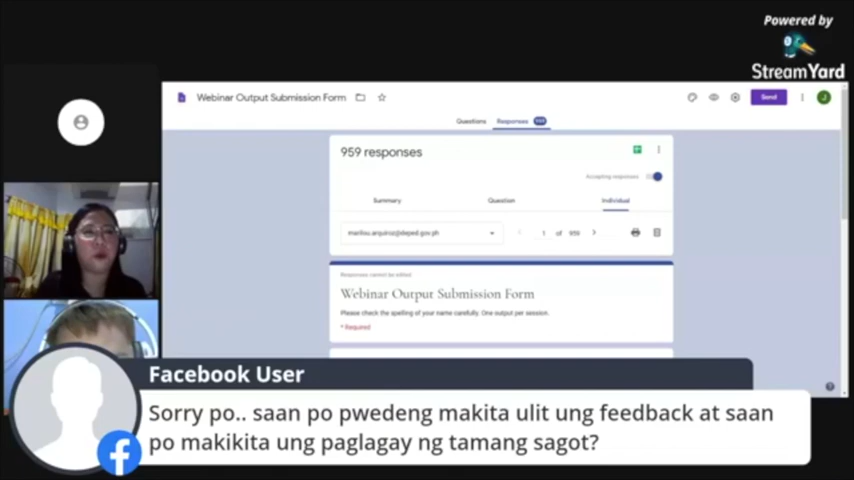 Powered by
StreamYard
Webinar Output Submission Form
Send
J
Questions
Responses
959 responses
Accepting responses
Summary
Question
Individual
1 of 959
Responses cannot be edited
Webinar Output Submission Form
Please check the spelling of your name carefully. One output per session.
* Required
Facebook User
Sorry po.. saan po pwedeng makita ulit ung feedback at saan
po makikita ung paglagay ng tamang sagot?